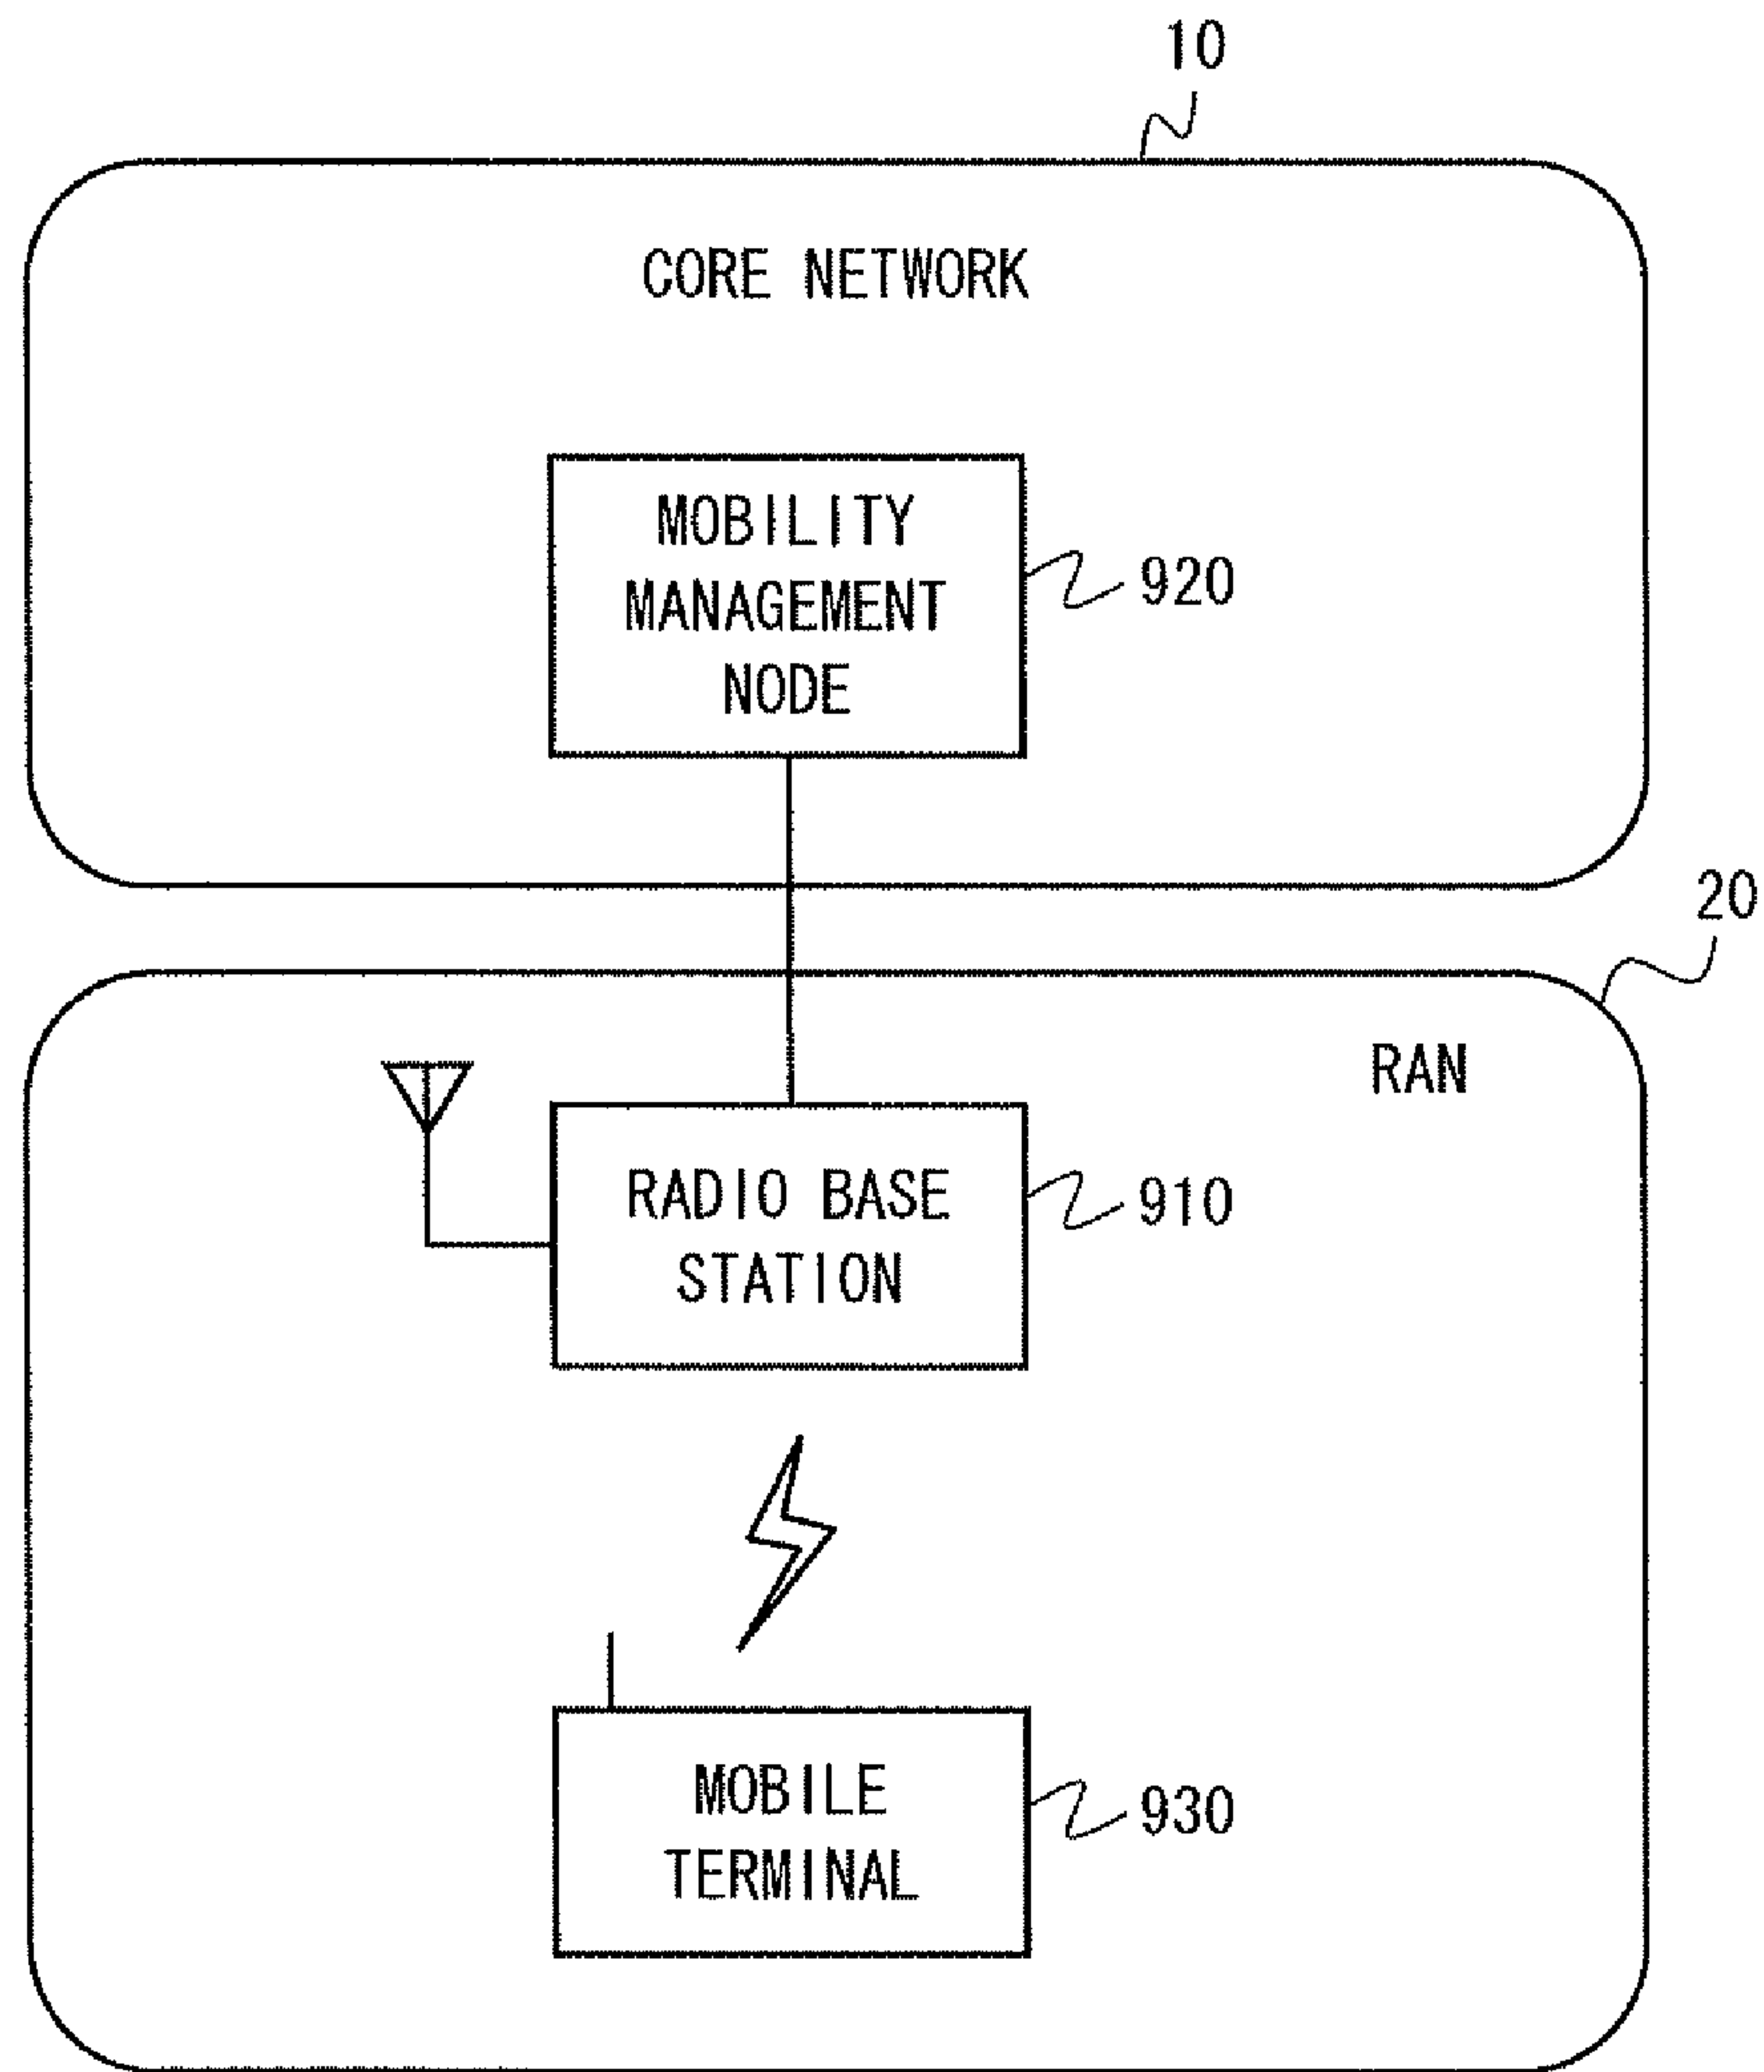 10
CORE NETWORK
MOBILITY
MANAGEMENT
NODE
920
20
RAN
RADIO BASE
STATION
910
MOBILE
TERMINAL
930